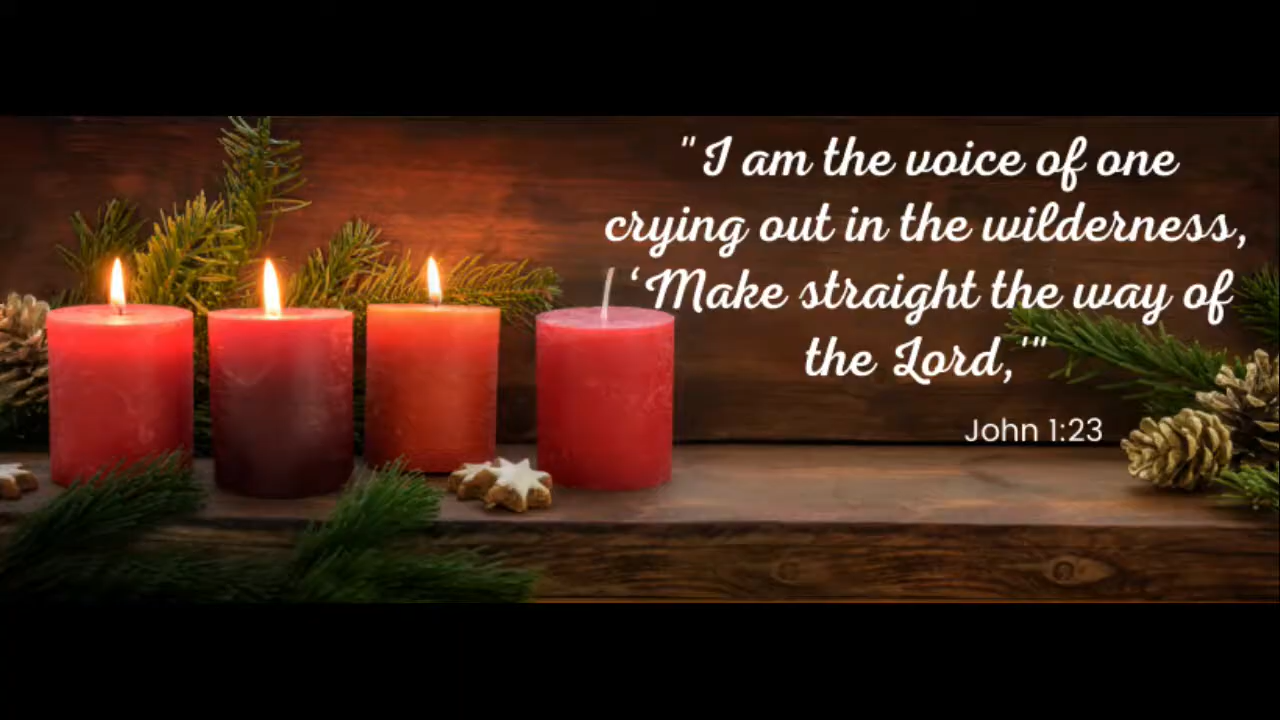 "I am the voice of one
crying out in the wilderness,
‘Make straight the way of
the Lord,'"
John 1:23